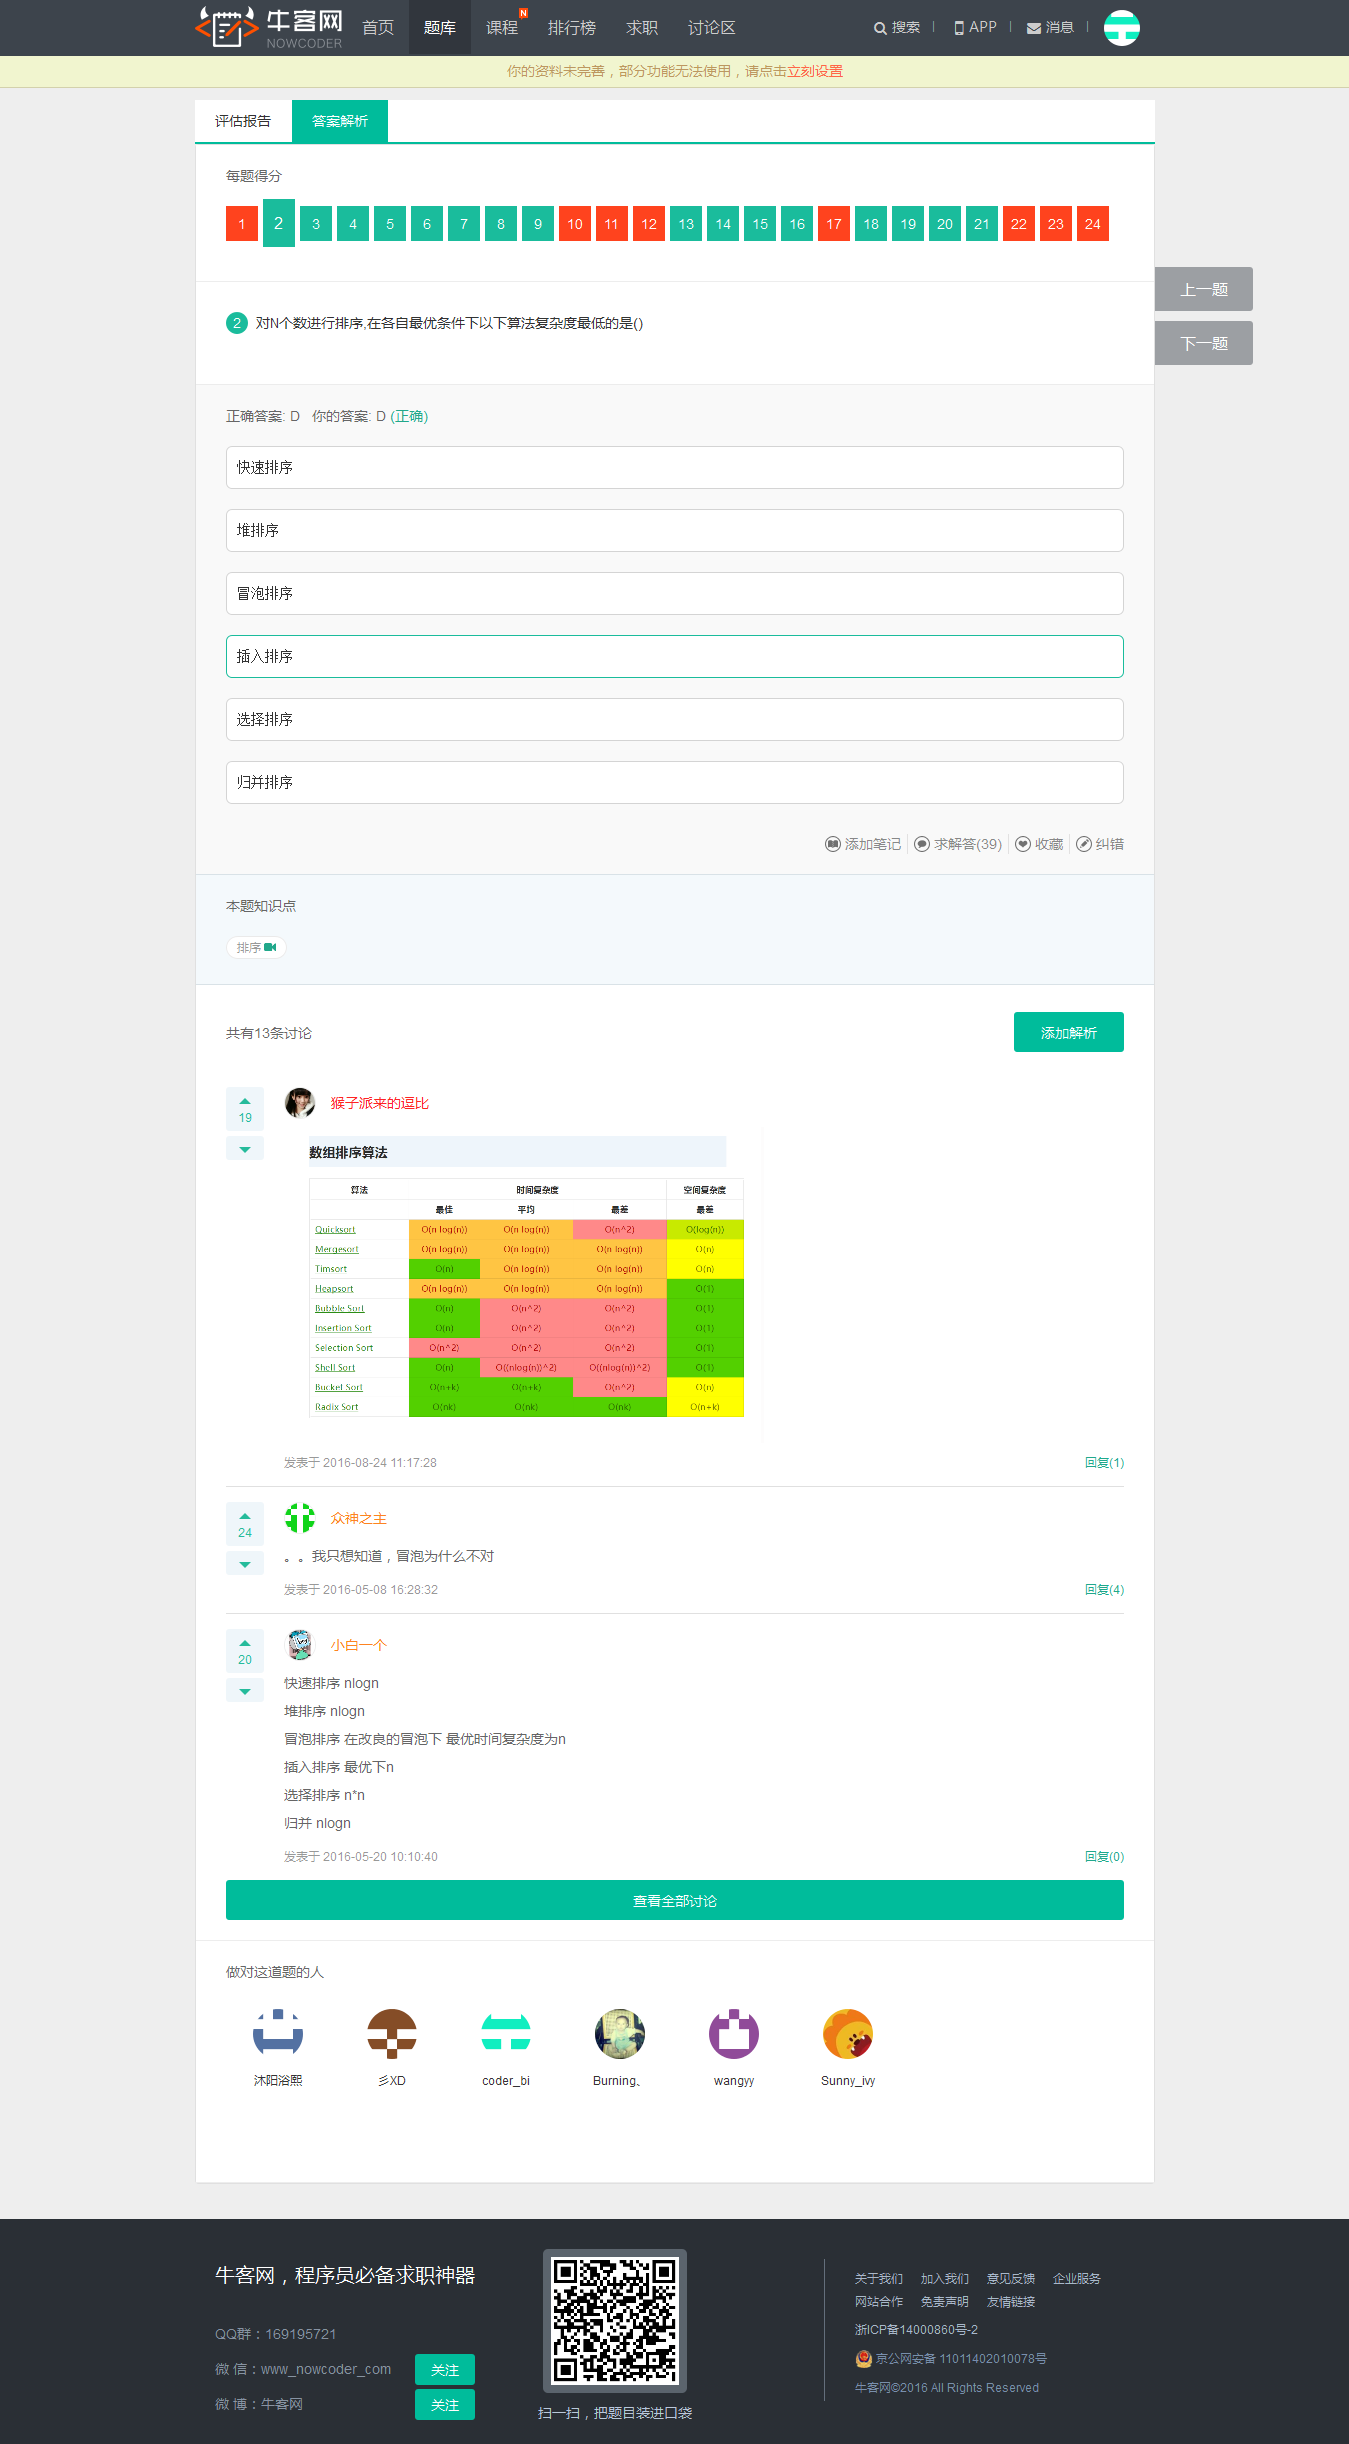 牛客网
NOWCODER
首页 题库 课程 N 排行榜 求职 讨论区 搜索 APP 消息
你的资料未完善，部分功能无法使用，请点击立刻设置
评估报告 答案解析
每题得分
1 2 3 4 5 6 7 8 9 10 11 12 13 14 15 16 17 18 19 20 21 22 23 24
上一题
下一题
2 对N个数进行排序,在各自最优条件下以下算法复杂度最低的是()
正确答案: D 你的答案: D (正确)
快速排序
堆排序
冒泡排序
插入排序
选择排序
归并排序
添加笔记 求解答(39) 收藏 纠错
本题知识点
排序
共有13条讨论 添加解析
19
猴子派来的逗比
数组排序算法
算法 时间复杂度 空间复杂度
最佳 平均 最差 最差
Quicksort O(n log(n)) O(n log(n)) O(n^2) O(log(n))
Mergesort O(n log(n)) O(n log(n)) O(n log(n)) O(n)
Timsort O(n) O(n log(n)) O(n log(n)) O(n)
Heapsort O(n log(n)) O(n log(n)) O(n log(n)) O(1)
Bubble Sort O(n) O(n^2) O(n^2) O(1)
Insertion Sort O(n) O(n^2) O(n^2) O(1)
Selection Sort O(n^2) O(n^2) O(n^2) O(1)
Shell Sort O(n) O((nlog(n))^2) O((nlog(n))^2) O(1)
Bucket Sort O(n+k) O(n+k) O(n^2) O(n)
Radix Sort O(nk) O(nk) O(nk) O(n+k)
发表于 2016-08-24 11:17:28 回复(1)
24
众神之主
。。我只想知道，冒泡为什么不对
发表于 2016-05-08 16:28:32 回复(4)
20
小白一个
快速排序 nlogn
堆排序 nlogn
冒泡排序 在改良的冒泡下 最优时间复杂度为n
插入排序 最优下n
选择排序 n*n
归并 nlogn
发表于 2016-05-20 10:10:40 回复(0)
查看全部讨论
做对这道题的人
沐阳浴熙 彡XD coder_bi Burning、 wangyy Sunny_ivy
牛客网，程序员必备求职神器
QQ群：169195721
微 信：www_nowcoder_com 关注
微 博：牛客网 关注
扫一扫，把题目装进口袋
关于我们 加入我们 意见反馈 企业服务
网站合作 免责声明 友情链接
浙ICP备14000860号-2
京公网安备 11011402010078号
牛客网©2016 All Rights Reserved